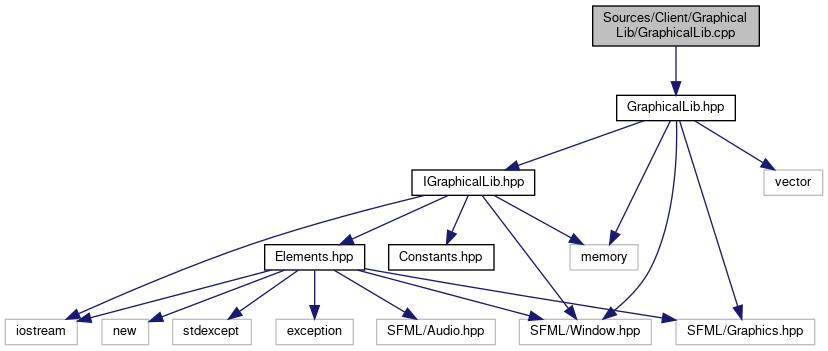 Sources/Client/Graphical
Lib/GraphicalLib.cpp
GraphicalLib.hpp
IGraphicalLib.hpp
vector
Elements.hpp
Constants.hpp
memory
iostream
new
stdexcept
exception
SFML/Audio.hpp
SFML/Window.hpp
SFML/Graphics.hpp